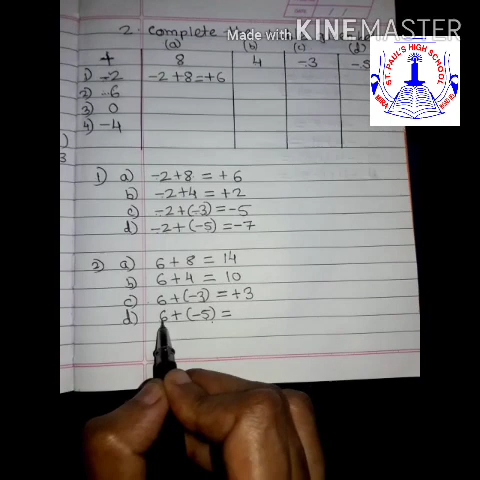 2. Complete
Made with KINEMASTER
(a) (b) (c) (d)
+ 8 4 -3 -5
1) -2 -2+8=+6
2) 6
3) 0
4) -4
1) a) -2+8 = +6
b) -2+4 = +2
c) -2+(-3) = -5
d) -2+(-5) = -7
2) a) 6+8 = 14
b) 6+4 = 10
c) 6+(-3) = +3
d) 6+(-5) =
ST. PAUL'S HIGH SCHOOL
3